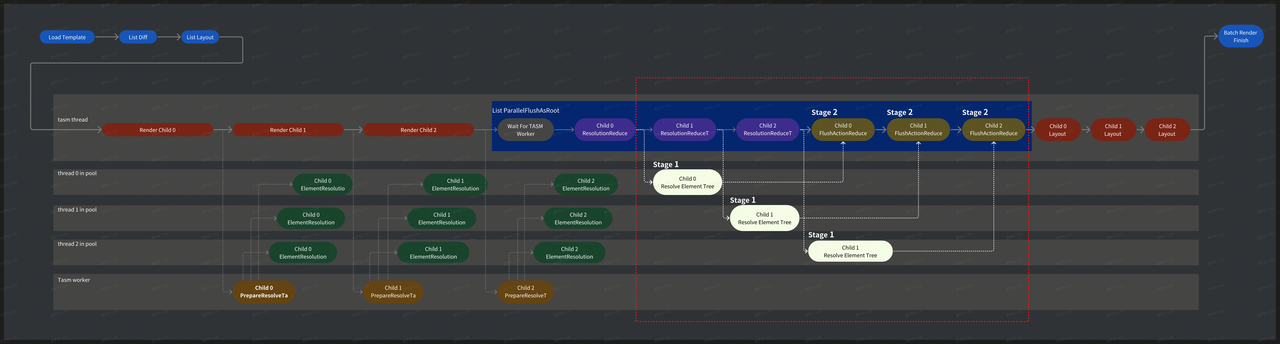 Load Template
List Diff
List Layout
Batch Render
Finish
List ParallelFlushAsRoot
tasm thread
Render Child 0
Render Child 1
Render Child 2
Wait For TASM
Worker
Child 0
ResolutionReduce
Child 1
ResolutionReduceT
Child 2
ResolutionReduceT
Stage 2
Child 0
FlushActionReduce
Stage 2
Child 1
FlushActionReduce
Stage 2
Child 2
FlushActionReduce
Child 0
Layout
Child 1
Layout
Child 2
Layout
thread 0 in pool
Child 0
ElementResolutio
Child 1
ElementResolution
Child 2
ElementResolution
Stage 1
Child 0
Resolve Element Tree
thread 1 in pool
Child 0
ElementResolution
Child 1
ElementResolution
Child 2
ElementResolution
Stage 1
Child 1
Resolve Element Tree
thread 2 in pool
Child 0
ElementResolution
Child 1
ElementResolution
Child 2
ElementResolution
Stage 1
Child 1
Resolve Element Tree
Tasm worker
Child 0
PrepareResolveTa
Child 1
PrepareResolveTa
Child 2
PrepareResolveT